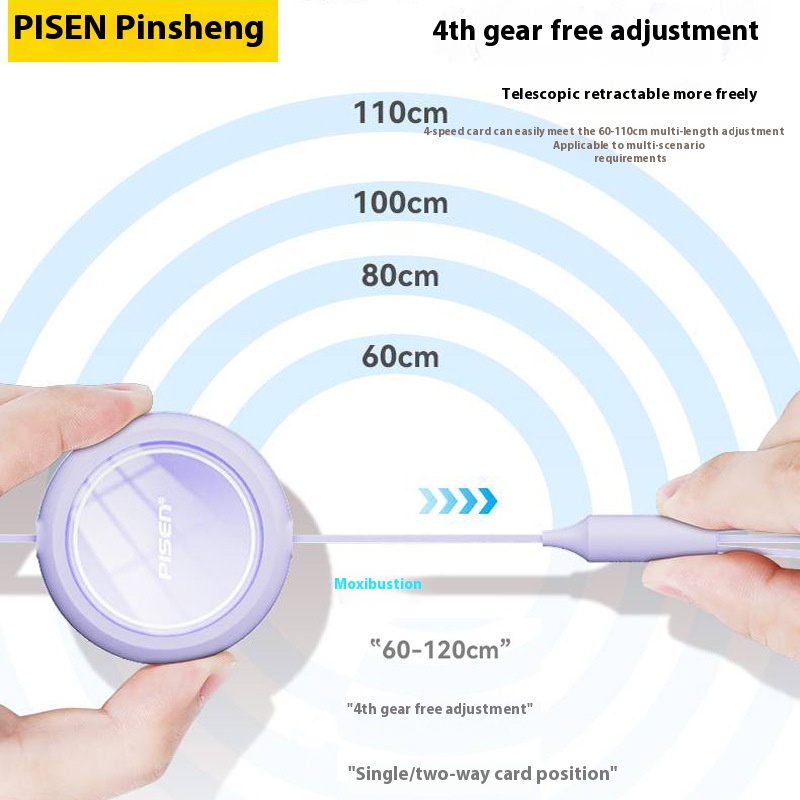 PISEN Pinsheng
4th gear free adjustment
Telescopic retractable more freely
110cm
4-speed card can easily meet the 60-110cm multi-length adjustment
Applicable to multi-scenario
requirements
100cm
80cm
60cm
PISEN
Moxibustion
“60-120cm”
"4th gear free adjustment"
"Single/two-way card position"